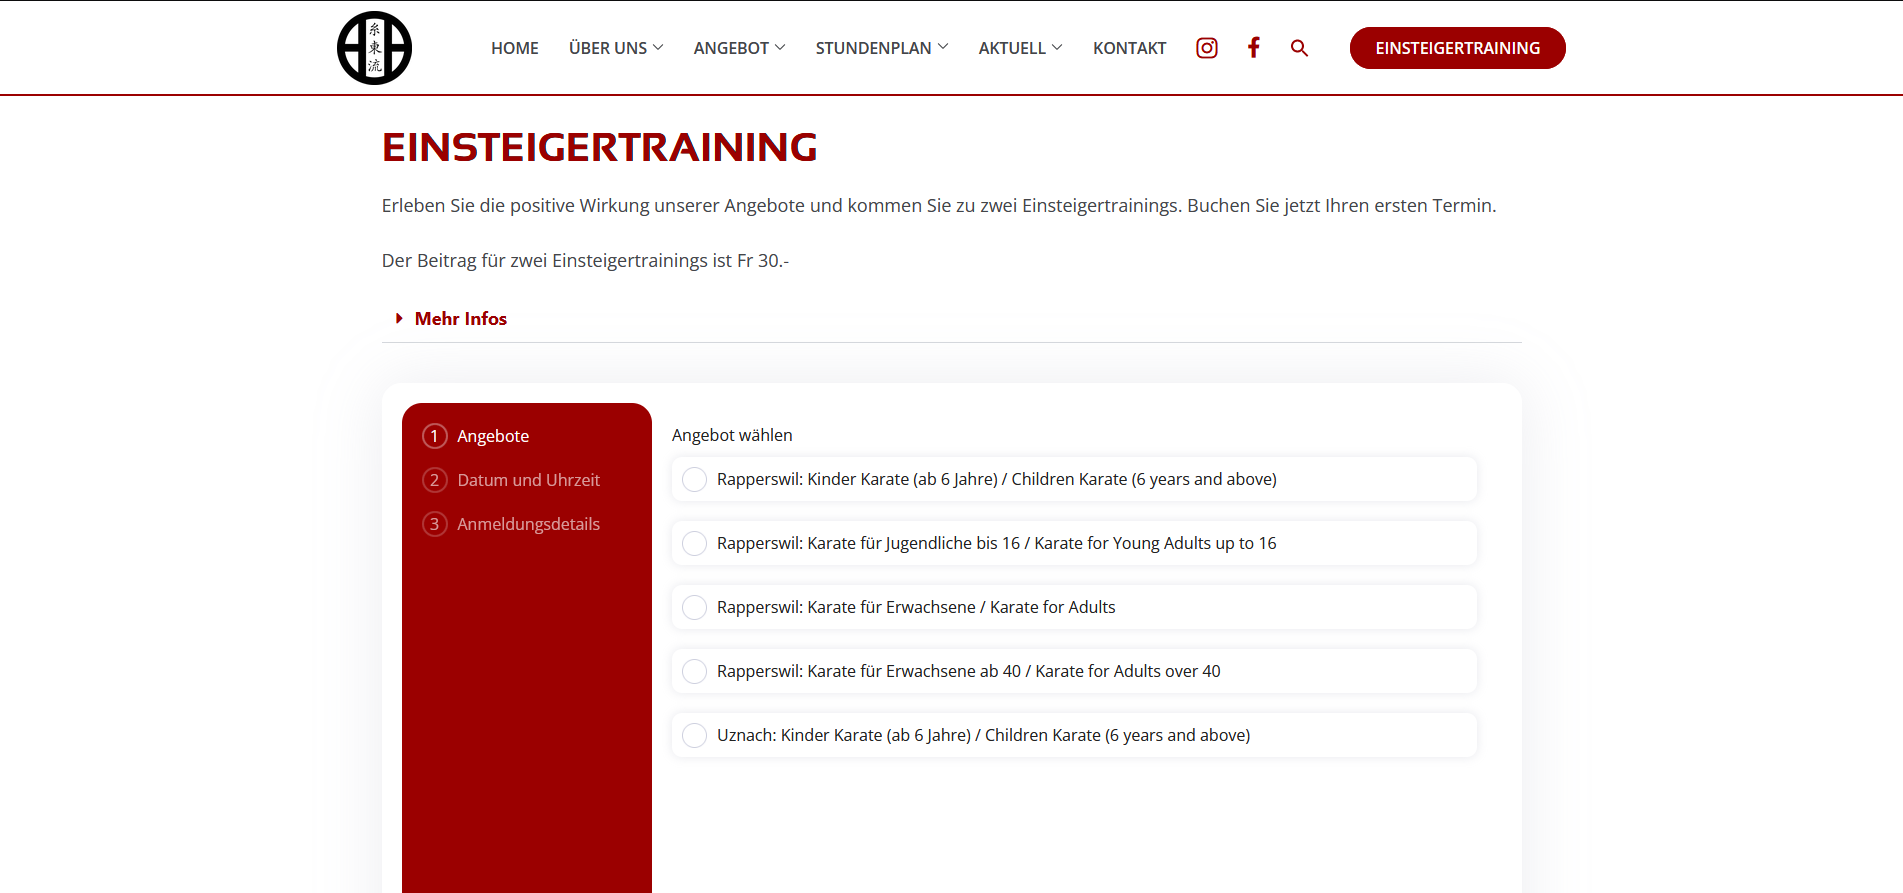 糸
東
流
HOME ÜBER UNS ANGEBOT STUNDENPLAN AKTUELL KONTAKT EINSTEIGERTRAINING
EINSTEIGERTRAINING
Erleben Sie die positive Wirkung unserer Angebote und kommen Sie zu zwei Einsteigertrainings. Buchen Sie jetzt Ihren ersten Termin.
Der Beitrag für zwei Einsteigertrainings ist Fr 30.-
Mehr Infos
1 Angebote
2 Datum und Uhrzeit
3 Anmeldungsdetails
Angebot wählen
Rapperswil: Kinder Karate (ab 6 Jahre) / Children Karate (6 years and above)
Rapperswil: Karate für Jugendliche bis 16 / Karate for Young Adults up to 16
Rapperswil: Karate für Erwachsene / Karate for Adults
Rapperswil: Karate für Erwachsene ab 40 / Karate for Adults over 40
Uznach: Kinder Karate (ab 6 Jahre) / Children Karate (6 years and above)